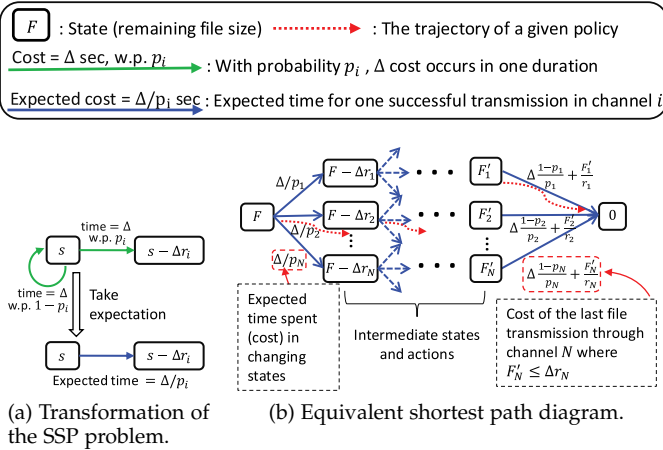 F : State (remaining file size) : The trajectory of a given policy
Cost = Δ sec, w.p. p_i : With probability p_i , Δ cost occurs in one duration
Expected cost = Δ/p_i sec : Expected time for one successful transmission in channel i
time = Δ
w.p. p_i
s
s − Δr_i
time = Δ
w.p. 1 − p_i
Take
expectation
s
s − Δr_i
Expected time = Δ/p_i
(a) Transformation of
the SSP problem.
F
Δ/p_1
Δ/p_2
Δ/p_N
F − Δr_1
F − Δr_2
⋮
F − Δr_N
• • •
• • •
• • •
F′_1
F′_2
⋮
F′_N
Δ (1−p_1)/p_1 + F′_1/r_1
Δ (1−p_2)/p_2 + F′_2/r_2
Δ (1−p_N)/p_N + F′_N/r_N
0
Expected
time spent
(cost) in
changing
states
Intermediate states
and actions
Cost of the last file
transmission through
channel N where
F′_N ≤ Δr_N
(b) Equivalent shortest path diagram.